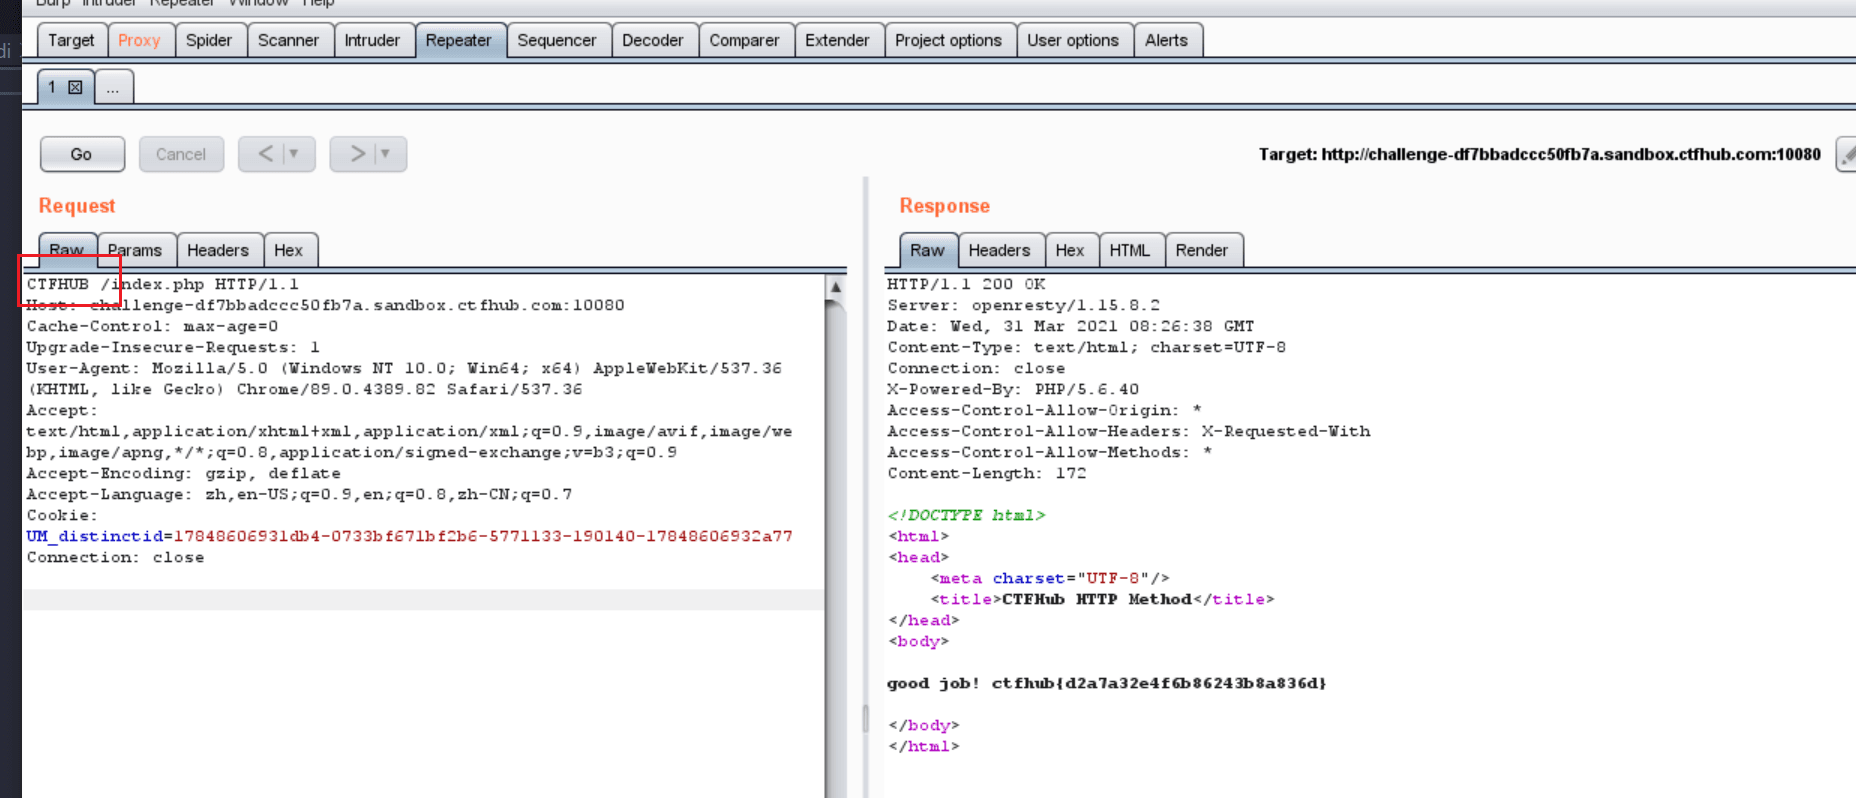 Burp Intruder Repeater Window Help
Target Proxy Spider Scanner Intruder Repeater Sequencer Decoder Comparer Extender Project options User options Alerts
1 ...
Go Cancel < >
Target: http://challenge-df7bbadccc50fb7a.sandbox.ctfhub.com:10080
Request
Raw Params Headers Hex
CTFHUB /index.php HTTP/1.1
Host: challenge-df7bbadccc50fb7a.sandbox.ctfhub.com:10080
Cache-Control: max-age=0
Upgrade-Insecure-Requests: 1
User-Agent: Mozilla/5.0 (Windows NT 10.0; Win64; x64) AppleWebKit/537.36
(KHTML, like Gecko) Chrome/89.0.4389.82 Safari/537.36
Accept:
text/html,application/xhtml+xml,application/xml;q=0.9,image/avif,image/we
bp,image/apng,*/*;q=0.8,application/signed-exchange;v=b3;q=0.9
Accept-Encoding: gzip, deflate
Accept-Language: zh,en-US;q=0.9,en;q=0.8,zh-CN;q=0.7
Cookie:
UM_distinctid=17848606931db4-0733bf671bf2b6-5771133-190140-17848606932a77
Connection: close
Response
Raw Headers Hex HTML Render
HTTP/1.1 200 OK
Server: openresty/1.15.8.2
Date: Wed, 31 Mar 2021 08:26:38 GMT
Content-Type: text/html; charset=UTF-8
Connection: close
X-Powered-By: PHP/5.6.40
Access-Control-Allow-Origin: *
Access-Control-Allow-Headers: X-Requested-With
Access-Control-Allow-Methods: *
Content-Length: 172
<!DOCTYPE html>
<html>
<head>
<meta charset="UTF-8"/>
<title>CTFHub HTTP Method</title>
</head>
<body>
good job! ctfhub{d2a7a32e4f6b86243b8a836d}
</body>
</html>